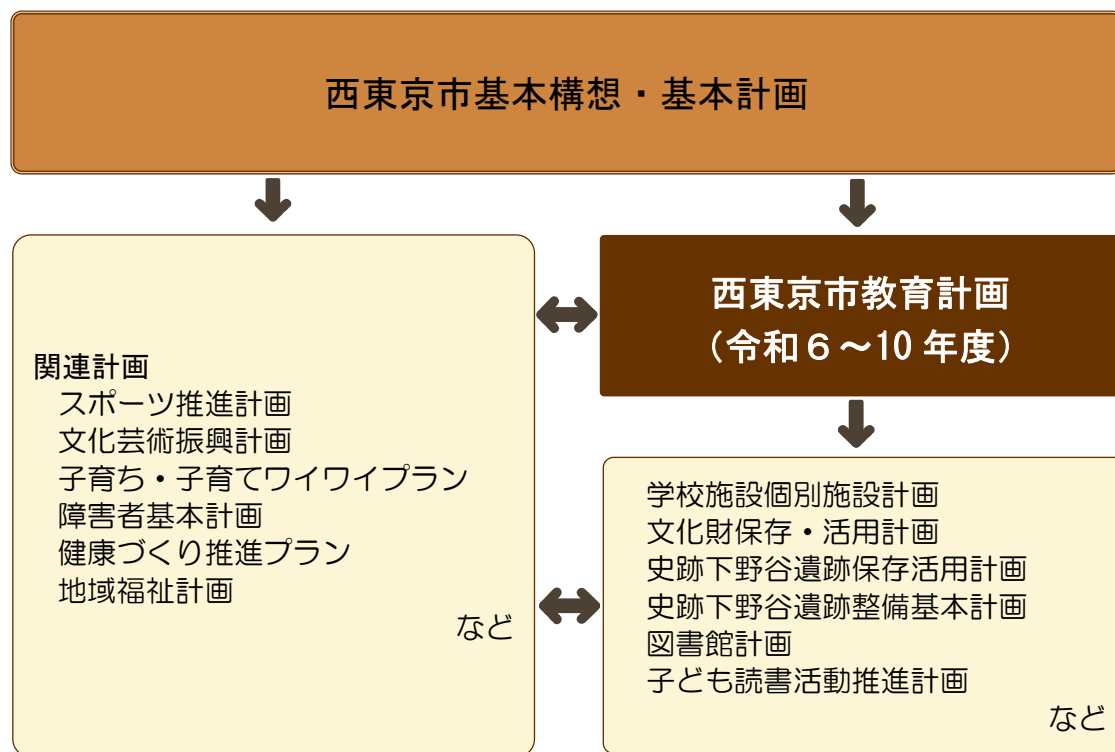 西東京市基本構想・基本計画
関連計画
スポーツ推進計画
文化芸術振興計画
子育ち・子育てワイワイプラン
障害者基本計画
健康づくり推進プラン
地域福祉計画
など
西東京市教育計画
（令和６～10 年度）
学校施設個別施設計画
文化財保存・活用計画
史跡下野谷遺跡保存活用計画
史跡下野谷遺跡整備基本計画
図書館計画
子ども読書活動推進計画
など